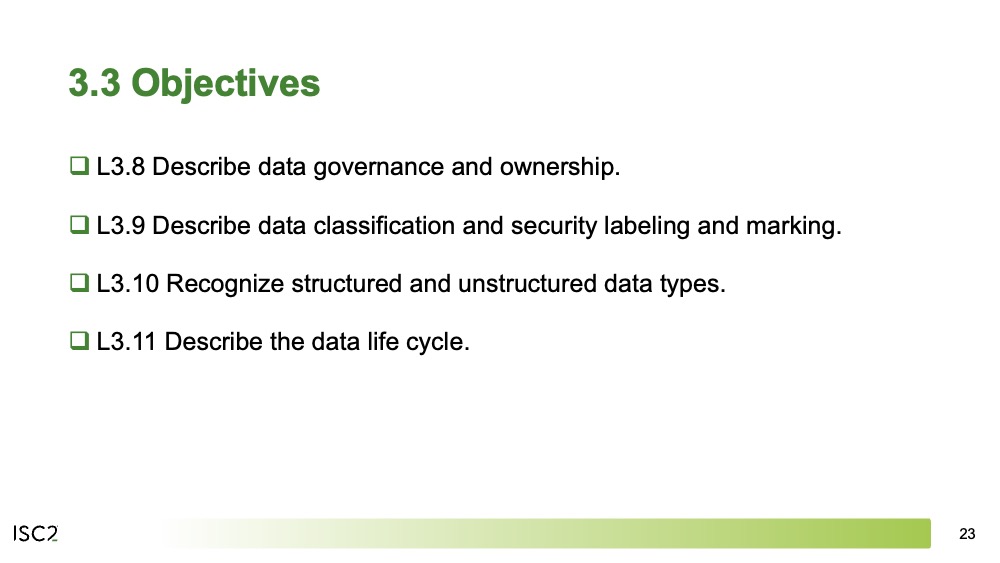 3.3 Objectives
❑ L3.8 Describe data governance and ownership.
❑ L3.9 Describe data classification and security labeling and marking.
❑ L3.10 Recognize structured and unstructured data types.
❑ L3.11 Describe the data life cycle.
ISC2
23